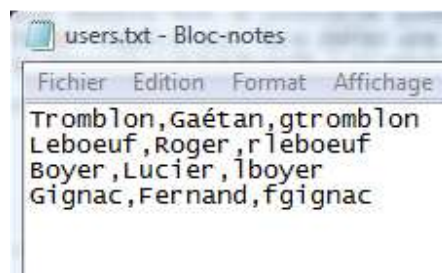 users.txt - Bloc-notes
Fichier Edition Format Affichage
Tromblon,Gaétan,gtromblon
Leboeuf,Roger,rleboeuf
Boyer,Lucier,lboyer
Gignac,Fernand,fgignac